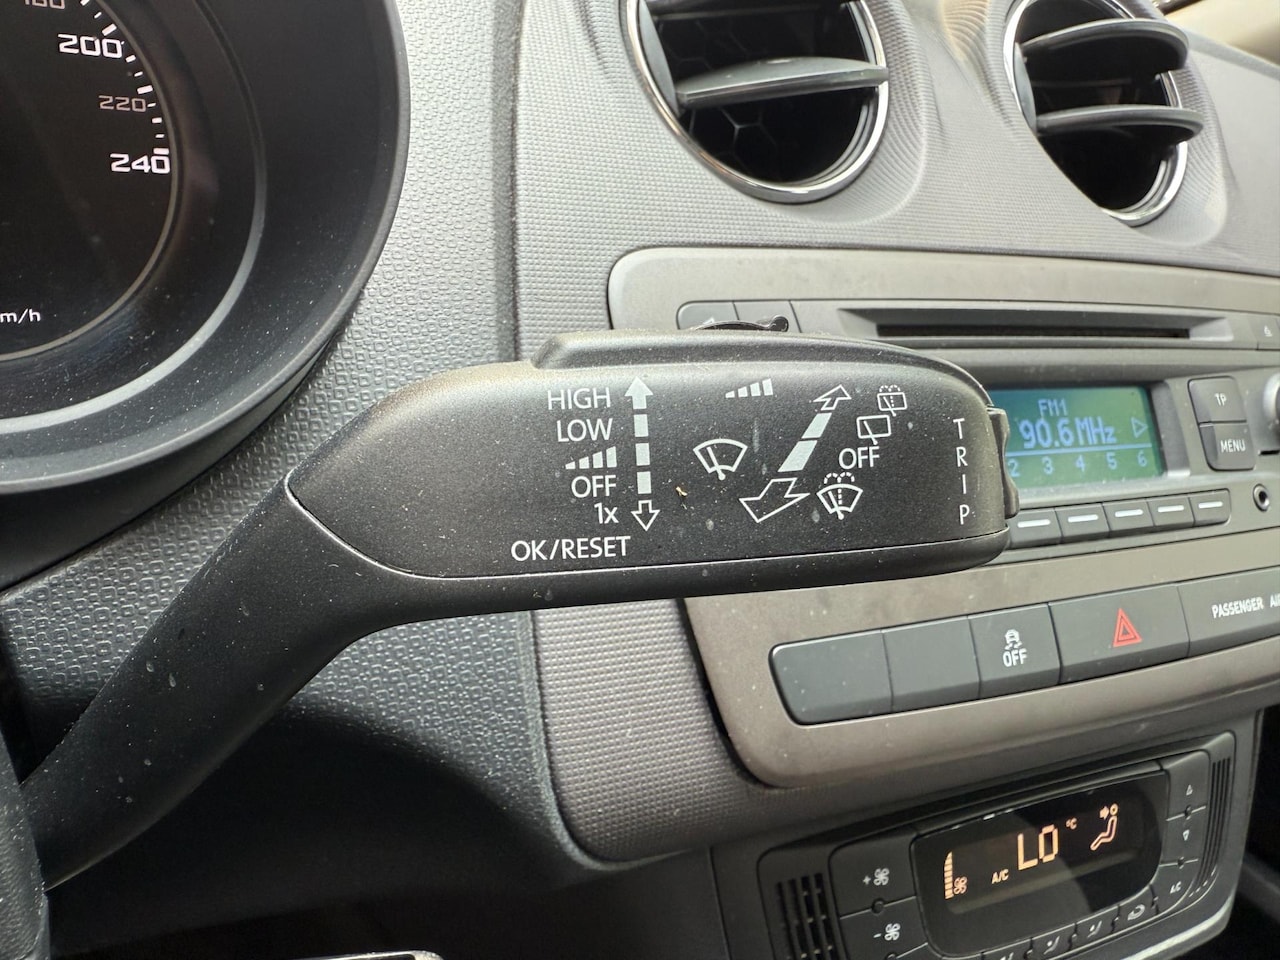 200
220
240
m/h
HIGH
LOW
OFF
1x
OK/RESET
OFF
TRIP
FM1
90.6 MHz
2 3 4 5 6
TP
MENU
OFF
PASSENGER
A/C
LO °C
A/C